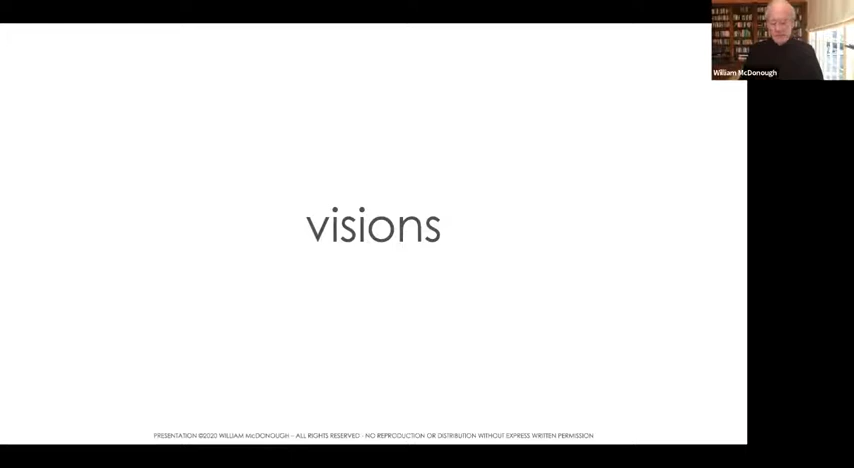 William McDonough
visions
PRESENTATION ©2020 WILLIAM McDONOUGH – ALL RIGHTS RESERVED - NO REPRODUCTION OR DISTRIBUTION WITHOUT EXPRESS WRITTEN PERMISSION